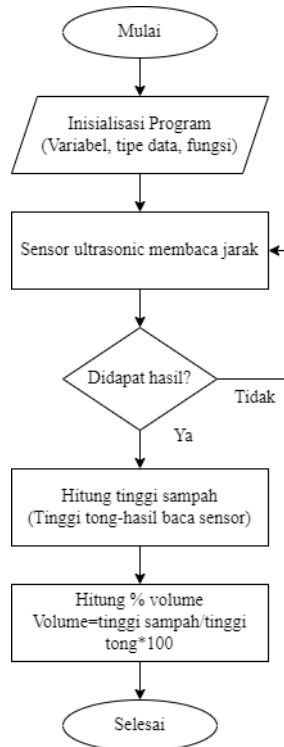 Mulai
Inisialisasi Program
(Variabel, tipe data, fungsi)
Sensor ultrasonic membaca jarak
Didapat hasil?
Tidak
Ya
Hitung tinggi sampah
(Tinggi tong-hasil baca sensor)
Hitung % volume
Volume=tinggi sampah/tinggi
tong*100
Selesai